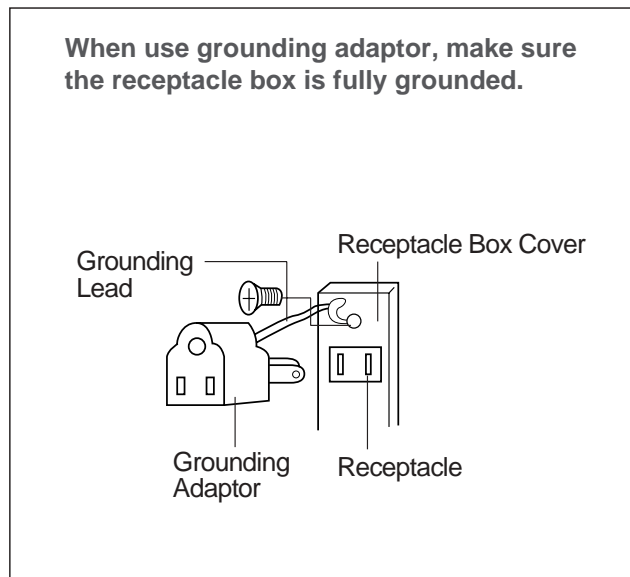 When use grounding adaptor, make sure
the receptacle box is fully grounded.
Grounding
Lead
Receptacle Box Cover
Grounding
Adaptor
Receptacle